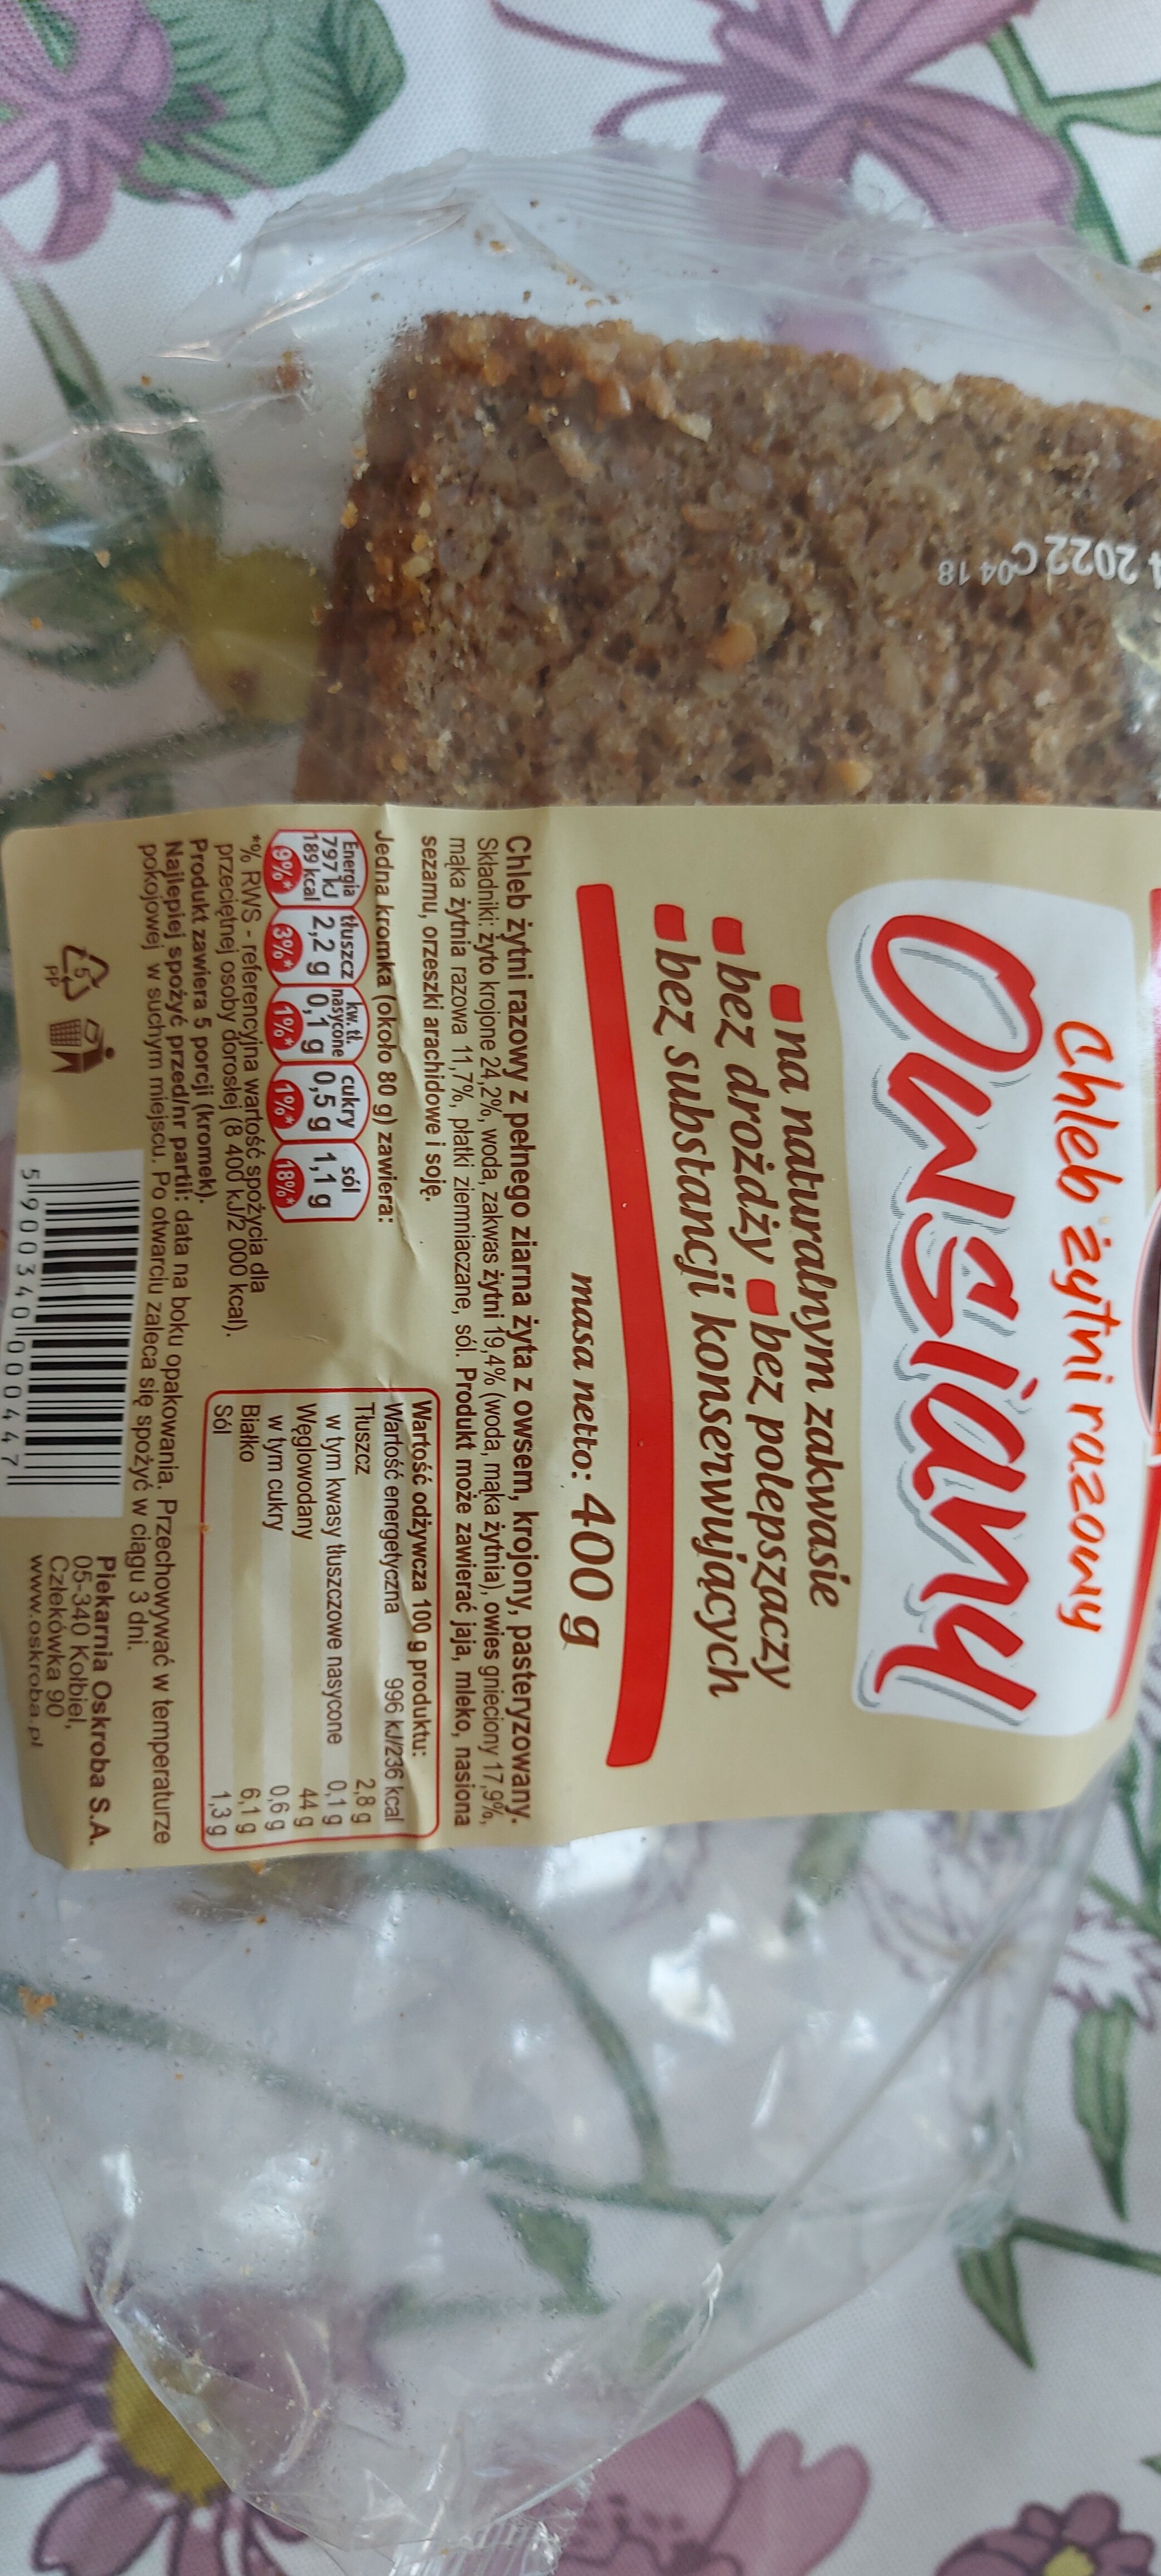 Chleb żytni razowy
Owsiany
na naturalnym zakwasie
bez drożdży bez polepszaczy
bez substancji konserwujących
masa netto: 400 g
Chleb żytni razowy z pełnego ziarna żyta z owsem, krojony, pasteryzowany.
Składniki: żyto krojone 24,2%, woda, zakwas żytni 19,4% (woda, mąka żytnia), owies gnieciony 17,9%,
mąka żytnia razowa 11,7%, płatki ziemniaczane, sól. Produkt może zawierać jaja, mleko, nasiona
sezamu, orzeszki arachidowe i soję.
Jedna kromka (około 80 g) zawiera:
Energia tłuszcz kw. tł. nasycone cukry sól
797 kJ 189 kcal 2,2 g 0,1 g 0,5 g 1,1 g
9%* 3%* 1%* 1%* 18%*
*% RWS - referencyjna wartość spożycia dla
przeciętnej osoby dorosłej (8 400 kJ/2 000 kcal).
Produkt zawiera 5 porcji (kromek).
Wartość odżywcza 100 g produktu:
Wartość energetyczna 996 kJ/236 kcal
Tłuszcz 2,8 g
w tym kwasy tłuszczowe nasycone 0,1 g
Węglowodany 44 g
w tym cukry 0,6 g
Białko 6,1 g
Sól 1,3 g
Najlepiej spożyć przed/nr partii: data na boku opakowania. Przechowywać w temperaturze
pokojowej w suchym miejscu. Po otwarciu zaleca się spożyć w ciągu 3 dni.
5
PP
5 900340 000447
Piekarnia Oskroba S.A.
05-340 Kołbiel,
Człekówka 90
www.oskroba.pl
2022 C04 18